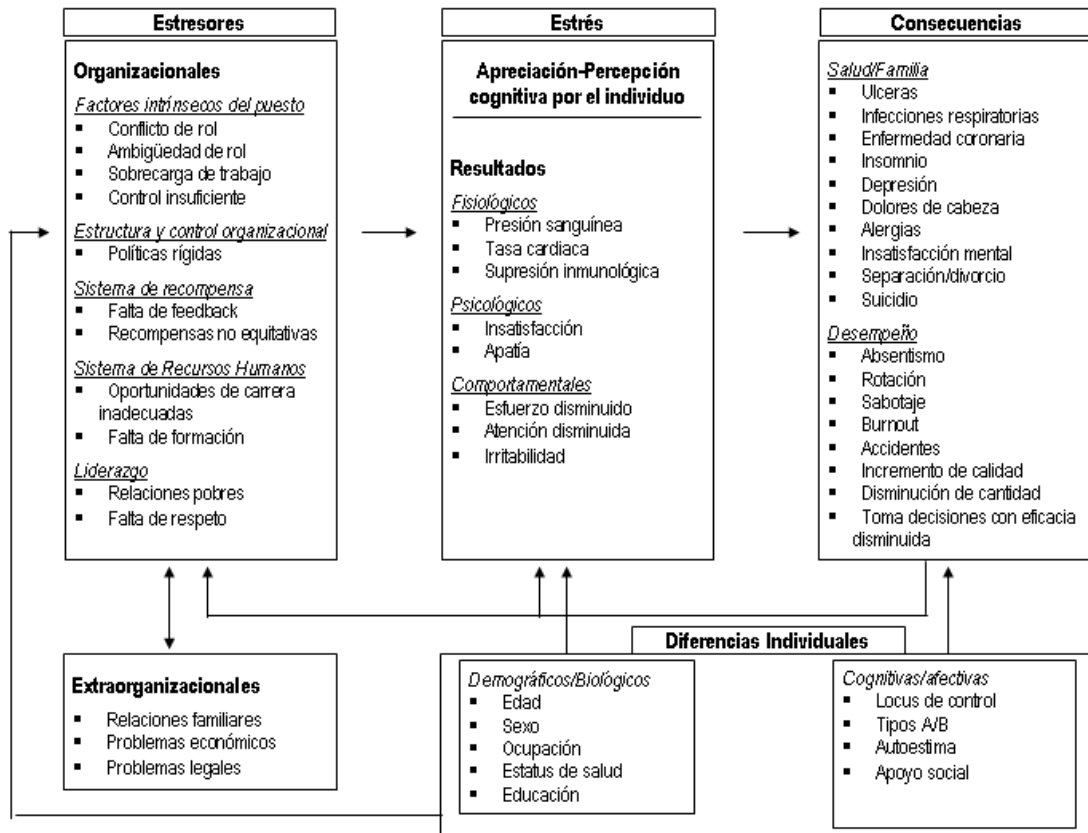 Estresores
Organizacionales
Factores intrínsecos del puesto
▪ Conflicto de rol
▪ Ambigüedad de rol
▪ Sobrecarga de trabajo
▪ Control insuficiente
Estructura y control organizacional
▪ Políticas rígidas
Sistema de recompensa
▪ Falta de feedback
▪ Recompensas no equitativas
Sistema de Recursos Humanos
▪ Oportunidades de carrera
inadecuadas
▪ Falta de formación
Liderazgo
▪ Relaciones pobres
▪ Falta de respeto
Extraorganizacionales
▪ Relaciones familiares
▪ Problemas económicos
▪ Problemas legales
Estrés
Apreciación-Percepción
cognitiva por el individuo
Resultados
Fisiológicos
▪ Presión sanguínea
▪ Tasa cardiaca
▪ Supresión inmunológica
Psicológicos
▪ Insatisfacción
▪ Apatía
Comportamentales
▪ Esfuerzo disminuido
▪ Atención disminuida
▪ Irritabilidad
Consecuencias
Salud/Familia
▪ Ulceras
▪ Infecciones respiratorias
▪ Enfermedad coronaria
▪ Insomnio
▪ Depresión
▪ Dolores de cabeza
▪ Alergias
▪ Insatisfacción mental
▪ Separación/divorcio
▪ Suicidio
Desempeño
▪ Absentismo
▪ Rotación
▪ Sabotaje
▪ Burnout
▪ Accidentes
▪ Incremento de calidad
▪ Disminución de cantidad
▪ Toma decisiones con eficacia
disminuida
Diferencias Individuales
Demográficos/Biológicos
▪ Edad
▪ Sexo
▪ Ocupación
▪ Estatus de salud
▪ Educación
Cognitivas/afectivas
▪ Locus de control
▪ Tipos A/B
▪ Autoestima
▪ Apoyo social